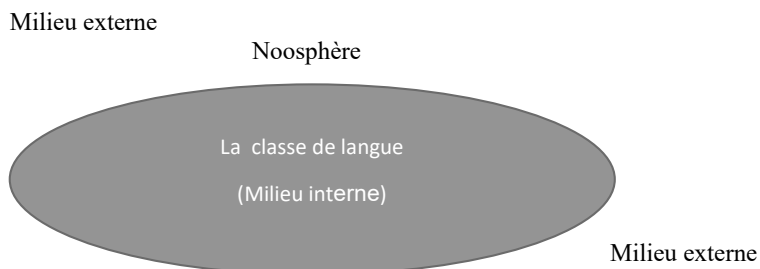 Milieu externe
Noosphère
La classe de langue
(Milieu interne)
Milieu externe